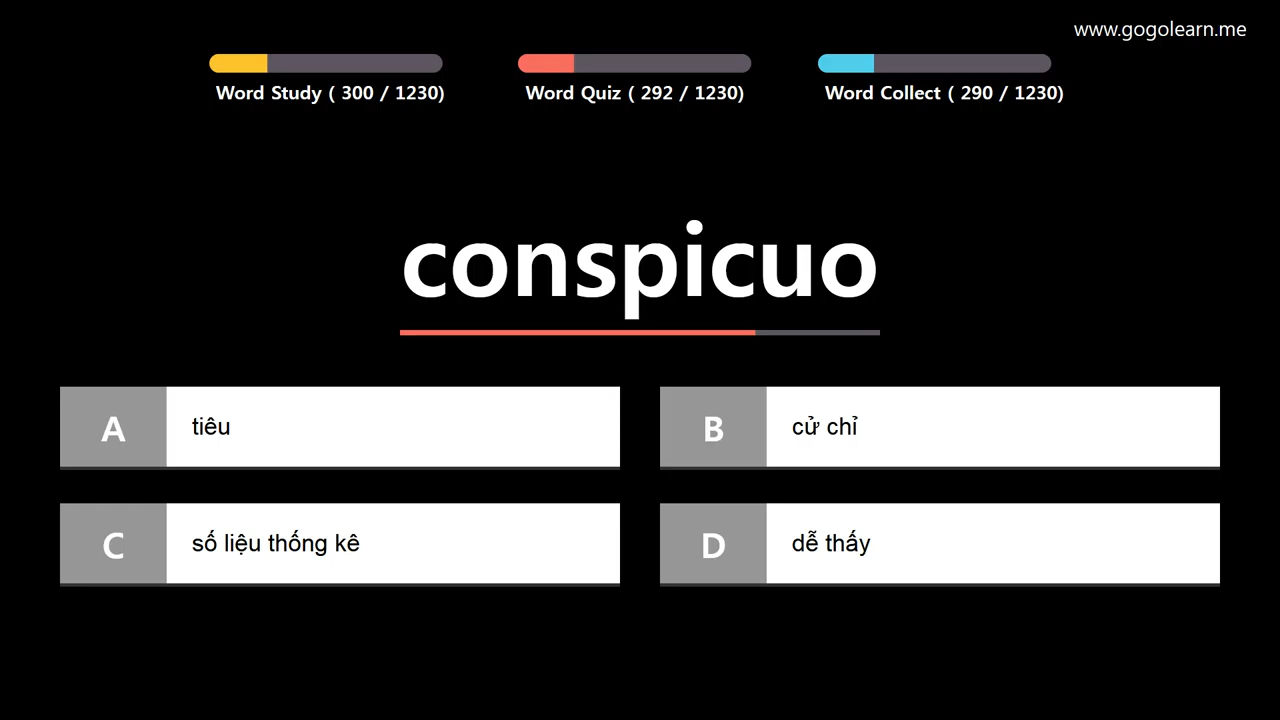 www.gogolearn.me
Word Study ( 300 / 1230)
Word Quiz ( 292 / 1230)
Word Collect ( 290 / 1230)
conspicuo
A tiêu
B cử chỉ
C số liệu thống kê
D dễ thấy